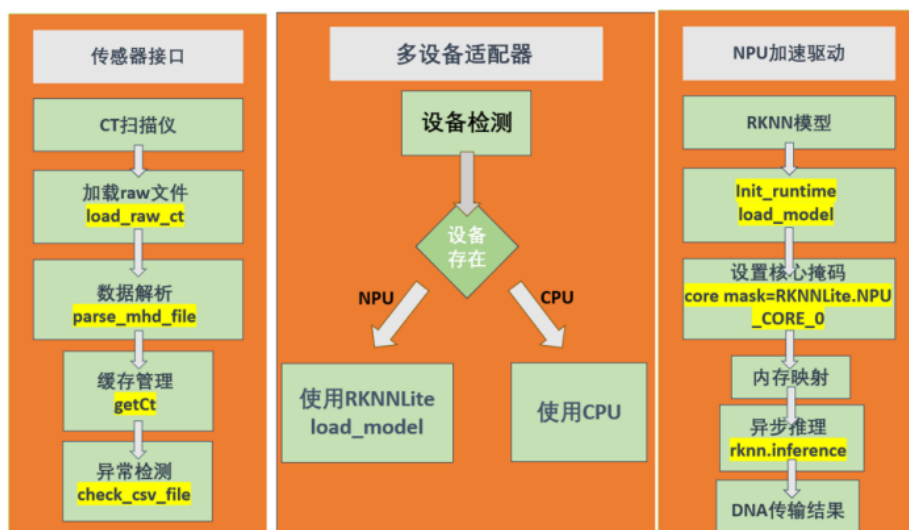 传感器接口
CT扫描仪
加载raw文件
load_raw_ct
数据解析
parse_mhd_file
缓存管理
getCt
异常检测
check_csv_file
多设备适配器
设备检测
设备
存在
NPU
CPU
使用RKNNLite
load_model
使用CPU
NPU加速驱动
RKNN模型
Init_runtime
load_model
设置核心掩码
core mask=RKNNLite.NPU
_CORE_0
内存映射
异步推理
rknn.inference
DNA传输结果